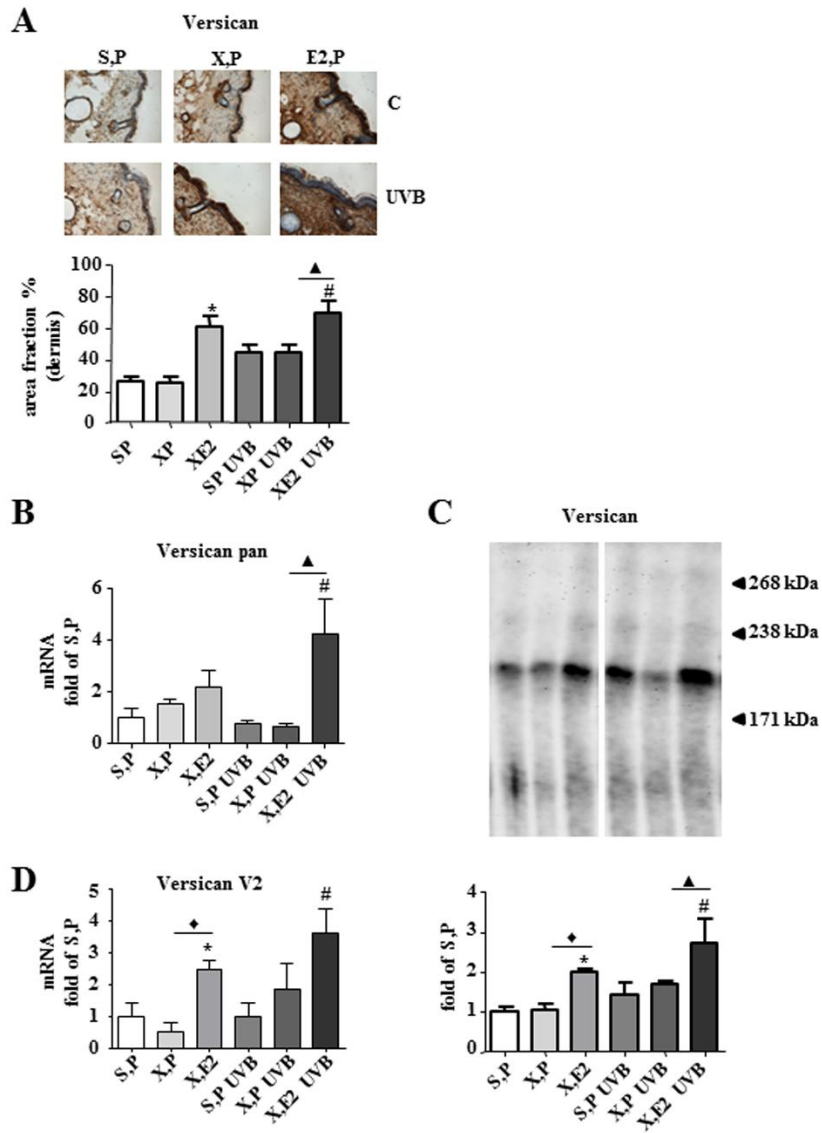 A
Versican
S,P X,P E2,P
C
UVB
area fraction %
(dermis)
100
80
60
40
20
0
*
▲
#
SP XP XE2 SP UVB XP UVB XE2 UVB
B
Versican pan
mRNA
fold of S,P
6
4
2
0
▲
#
S,P X,P X,E2 S,P UVB X,P UVB X,E2 UVB
C
Versican
◄268 kDa
◄238 kDa
◄171 kDa
D
Versican V2
mRNA
fold of S,P
5
4
3
2
1
0
♦
*
#
S,P X,P X,E2 S,P UVB X,P UVB X,E2 UVB
fold of S,P
4
3
2
1
0
♦
*
▲
#
S,P X,P X,E2 S,P UVB X,P UVB X,E2 UVB